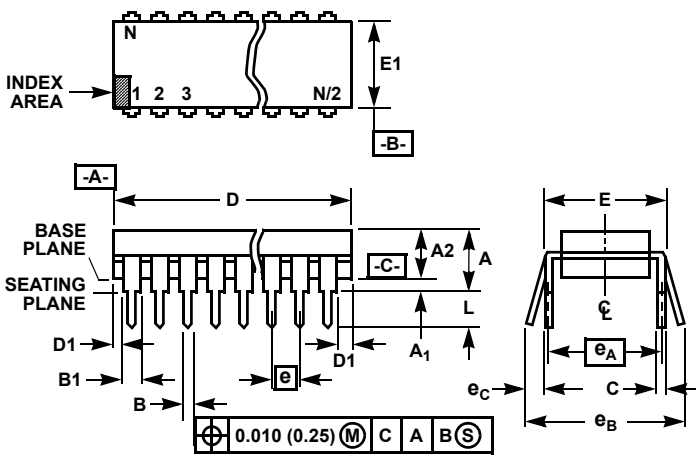 N
INDEX
AREA
1 2 3 N/2
E1
-B-
-A-
D
E
BASE
PLANE
A2
A
-C-
SEATING
PLANE
L
C
L
D1
A1
D1
eA
B1
e
eC
C
B
eB
0.010 (0.25) M C A B S